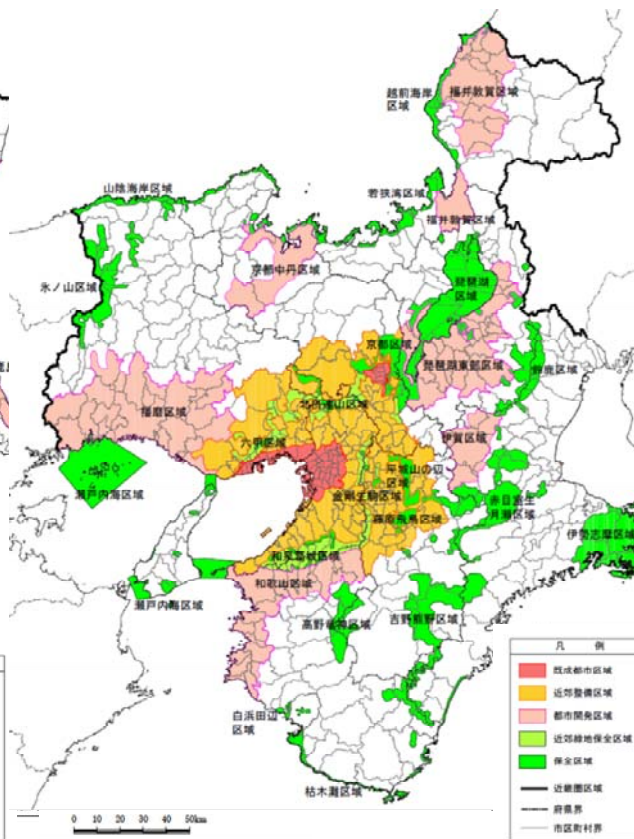 越前海岸
区域
福井敦賀区域
山陰海岸区域
若狭湾区域
福井敦賀区域
京都中丹区域
氷ノ山区域
琵琶湖
区域
京都区域
琵琶湖東部区域
鈴鹿区域
播磨区域
北摂連山区域
六甲区域
伊賀区域
平城山の辺
区域
瀬戸内海区域
金剛生駒区域
赤目室生
月瀬区域
藤原飛鳥区域
伊勢志摩区域
和泉葛城区域
和歌山区域
瀬戸内海区域
高野竜神区域
吉野熊野区域
白浜田辺
区域
枯木灘区域
凡 例
既成都市区域
近郊整備区域
都市開発区域
近郊緑地保全区域
保全区域
近畿圏区域
府県界
市区町村界
0 10 20 30 40 50km